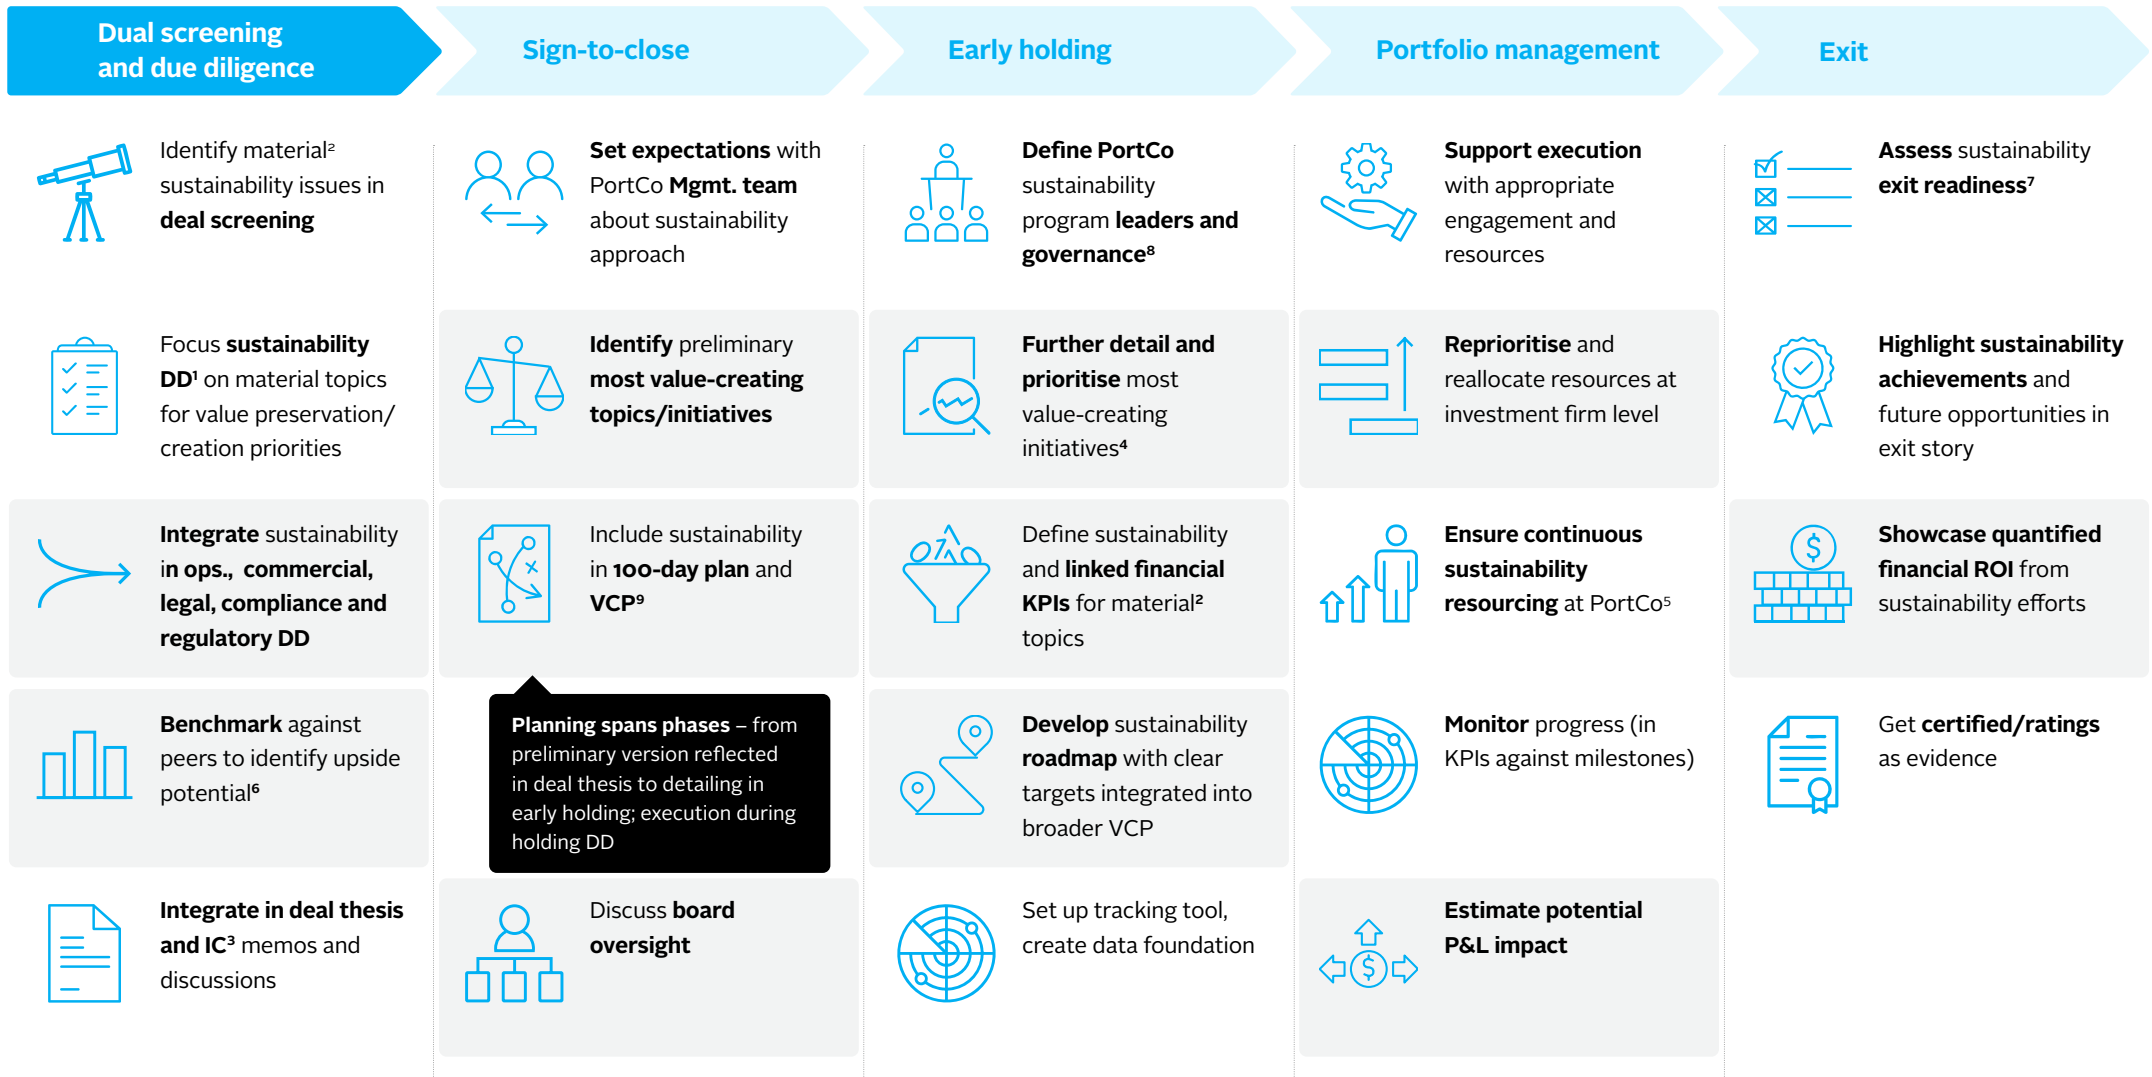 Dual screening
and due diligence
Sign-to-close
Early holding
Portfolio management
Exit
Identify material²
sustainability issues in
deal screening
Focus sustainability
DD¹ on material topics
for value preservation/
creation priorities
Integrate sustainability
in ops., commercial,
legal, compliance and
regulatory DD
Benchmark against
peers to identify upside
potential⁶
Integrate in deal thesis
and IC³ memos and
discussions
Set expectations with
PortCo Mgmt. team
about sustainability
approach
Identify preliminary
most value-creating
topics/initiatives
Include sustainability
in 100-day plan and
VCP⁹
Planning spans phases – from
preliminary version reflected
in deal thesis to detailing in
early holding; execution during
holding DD
Discuss board
oversight
Define PortCo
sustainability
program leaders and
governance⁸
Further detail and
prioritise most
value-creating
initiatives⁴
Define sustainability
and linked financial
KPIs for material²
topics
Develop sustainability
roadmap with clear
targets integrated into
broader VCP
Set up tracking tool,
create data foundation
Support execution
with appropriate
engagement and
resources
Reprioritise and
reallocate resources at
investment firm level
Ensure continuous
sustainability
resourcing at PortCo⁵
Monitor progress (in
KPIs against milestones)
Estimate potential
P&L impact
Assess sustainability
exit readiness⁷
Highlight sustainability
achievements and
future opportunities in
exit story
Showcase quantified
financial ROI from
sustainability efforts
Get certified/ratings
as evidence